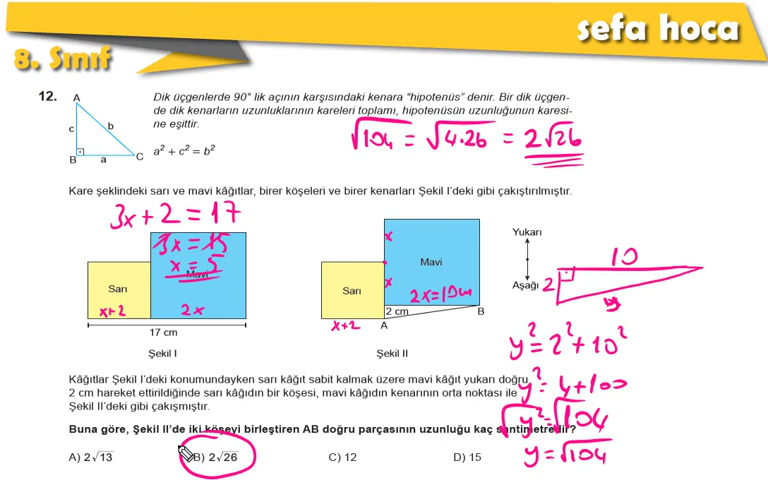 sefa hoca
8. Sınıf
12.
A
c
b
B
a
C
Dik üçgenlerde 90° lik açının karşısındaki kenara "hipotenüs" denir. Bir dik üçgen-
de dik kenarların uzunluklarının kareleri toplamı, hipotenüsün uzunluğunun karesi-
ne eşittir.
a² + c² = b²
√104 = √4.26 = 2√26
Kare şeklindeki sarı ve mavi kâğıtlar, birer köşeleri ve birer kenarları Şekil I'deki gibi çakıştırılmıştır.
3x + 2 = 17
3x = 15
x = 5
Mavi
Sarı
x+2
2x
17 cm
Şekil I
x
Mavi
x
Sarı
2x=10cm
2 cm
x+2
A
B
Şekil II
Yukarı
Aşağı
10
2
y
y² = 2² + 10²
Kâğıtlar Şekil I'deki konumundayken sarı kâğıt sabit kalmak üzere mavi kâğıt yukarı doğru
2 cm hareket ettirildiğinde sarı kâğıdın bir köşesi, mavi kâğıdın kenarının orta noktası ile
Şekil II'deki gibi çakışmıştır.
y² = 4+100
√y² = √104
y = √104
Buna göre, Şekil II'de iki köşeyi birleştiren AB doğru parçasının uzunluğu kaç santimetredir?
A) 2√13
B) 2√26
C) 12
D) 15